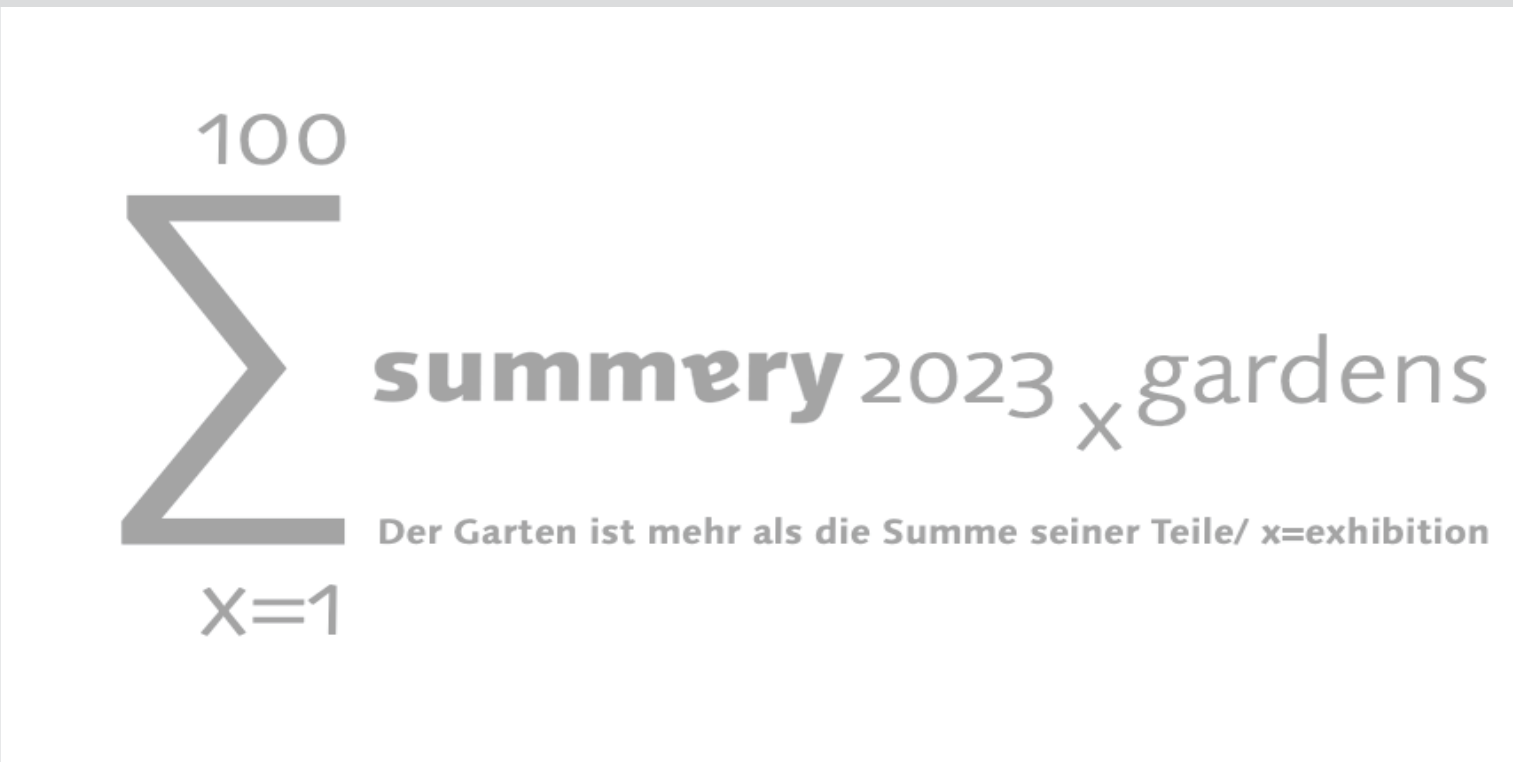 100
∑
summery 2023 x gardens
Der Garten ist mehr als die Summe seiner Teile/ x=exhibition
x=1